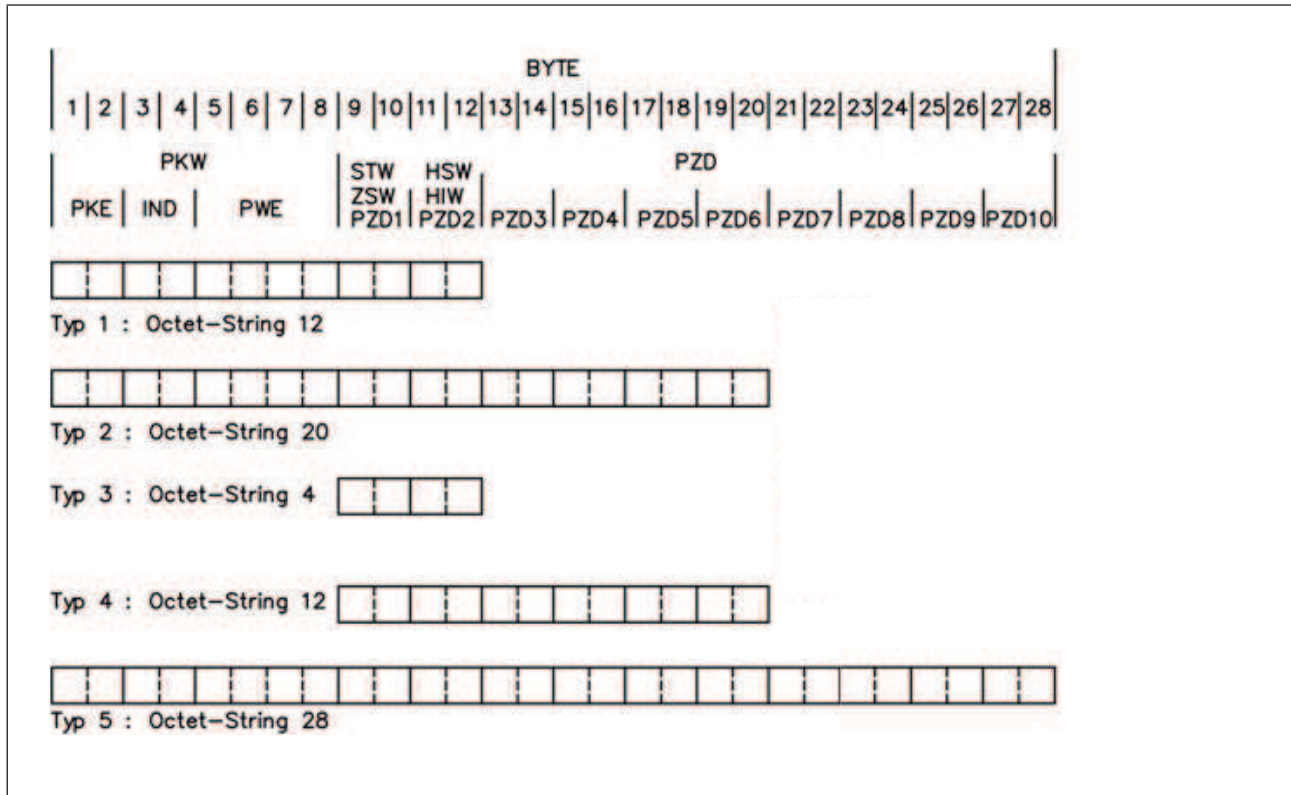 BYTE
1 2 3 4 5 6 7 8 9 10 11 12 13 14 15 16 17 18 19 20 21 22 23 24 25 26 27 28
PKW PZD
STW HSW
ZSW HIW
PKE IND PWE PZD1 PZD2 PZD3 PZD4 PZD5 PZD6 PZD7 PZD8 PZD9 PZD10
Typ 1 : Octet-String 12
Typ 2 : Octet-String 20
Typ 3 : Octet-String 4
Typ 4 : Octet-String 12
Typ 5 : Octet-String 28